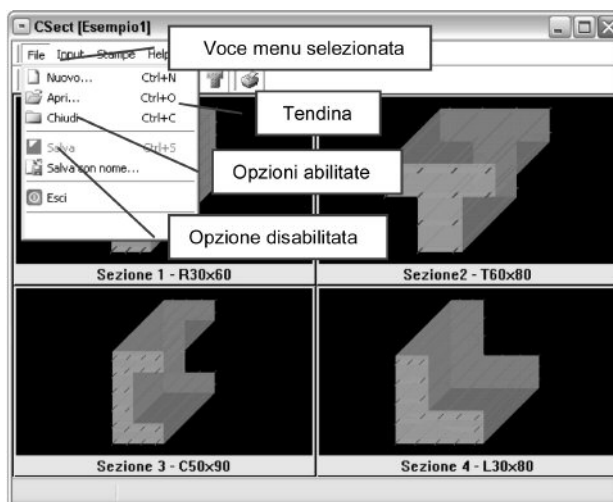 CSect [Esempio1]
File Input Stampe Help
Voce menu selezionata
Nuovo... Ctrl+N
Apri... Ctrl+O
Chiudi Ctrl+C
Salva Ctrl+S
Salva con nome...
Esci
Tendina
Opzioni abilitate
Opzione disabilitata
Sezione 1 - R30x60
Sezione2 - T60x80
Sezione 3 - C50x90
Sezione 4 - L30x80